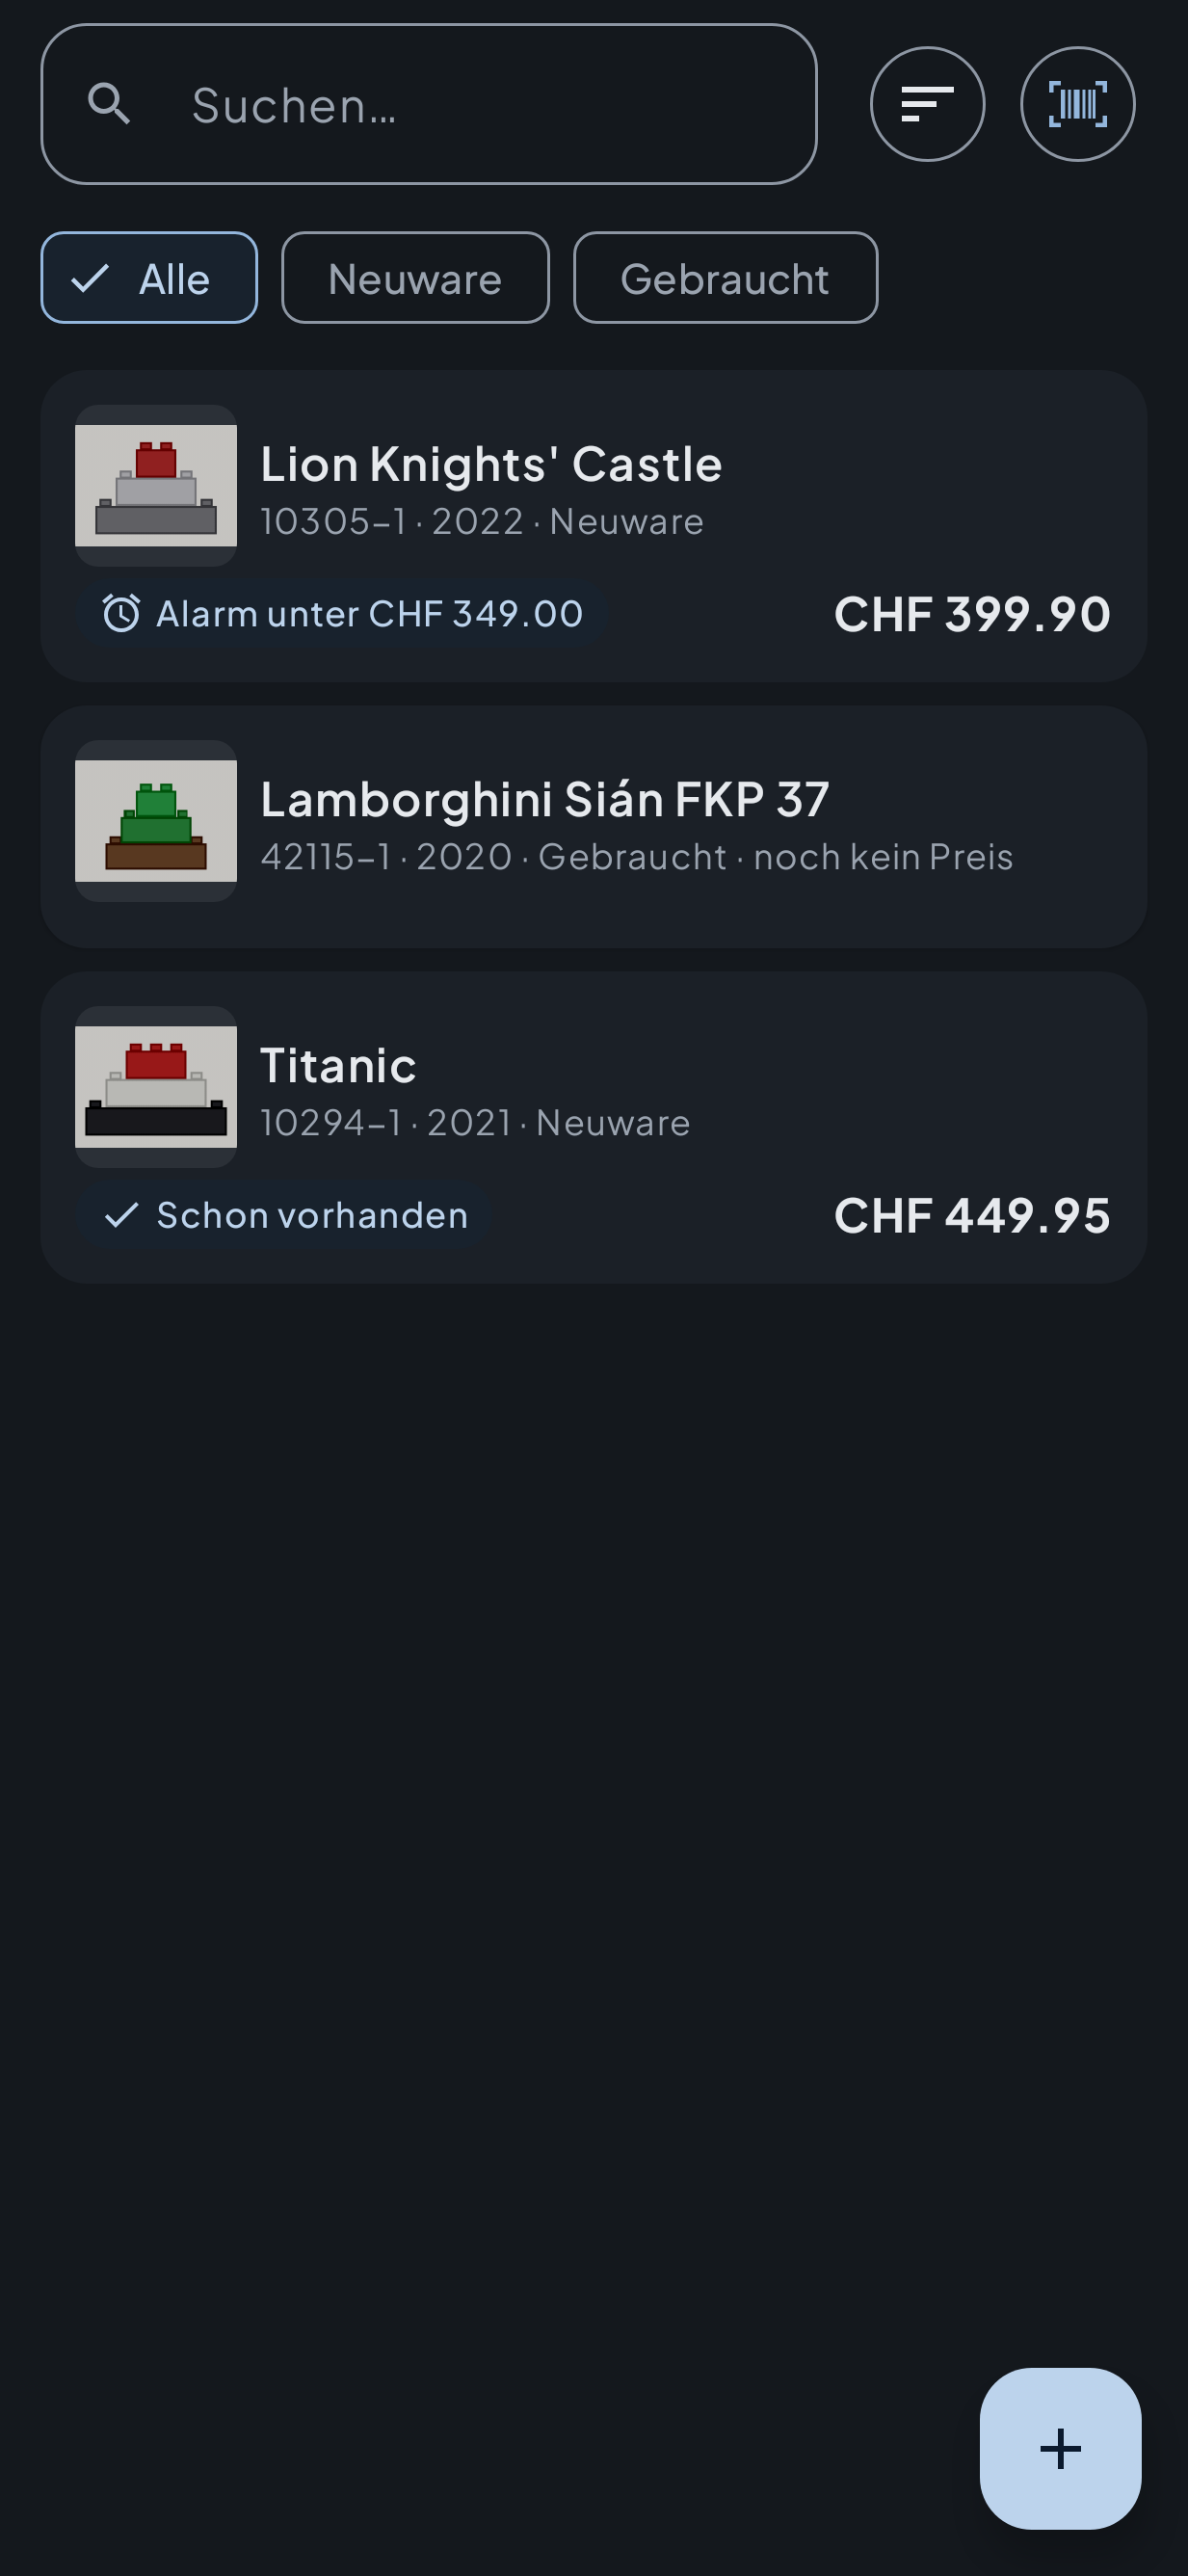 Suchen…
Alle
Neuware
Gebraucht
Lion Knights' Castle
10305-1 · 2022 · Neuware
Alarm unter CHF 349.00
CHF 399.90
Lamborghini Sián FKP 37
42115-1 · 2020 · Gebraucht · noch kein Preis
Titanic
10294-1 · 2021 · Neuware
Schon vorhanden
CHF 449.95